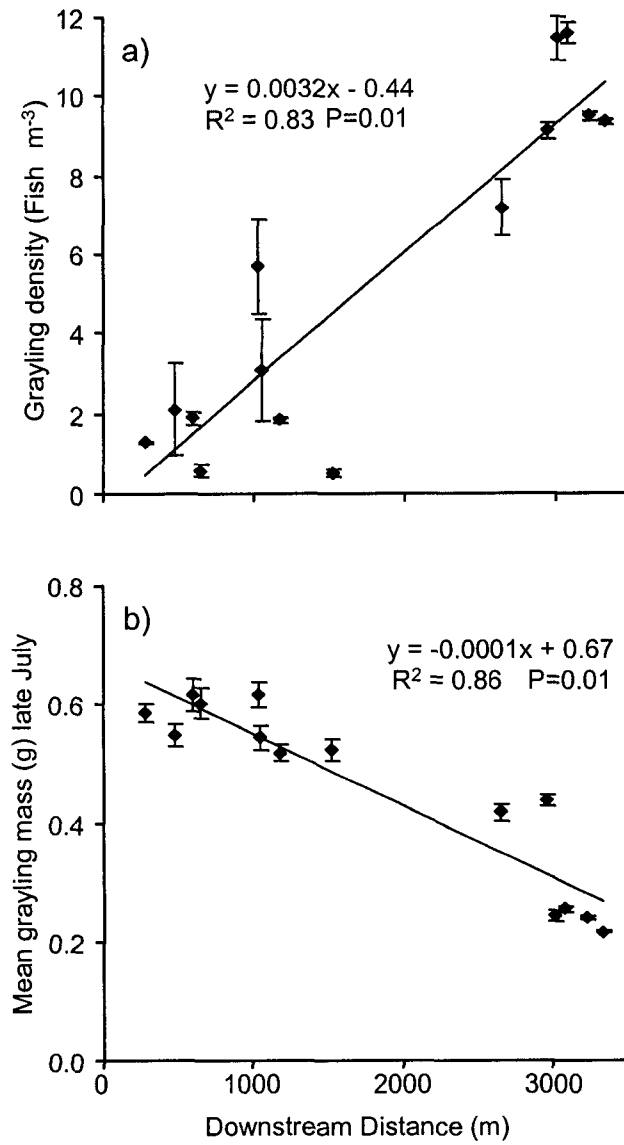 a)
y = 0.0032x - 0.44
R² = 0.83 P=0.01
Grayling density (Fish m⁻³)
12
10
8
6
4
2
0
b)
y = -0.0001x + 0.67
R² = 0.86 P=0.01
Mean grayling mass (g) late July
0.8
0.6
0.4
0.2
0.0
0 1000 2000 3000
Downstream Distance (m)